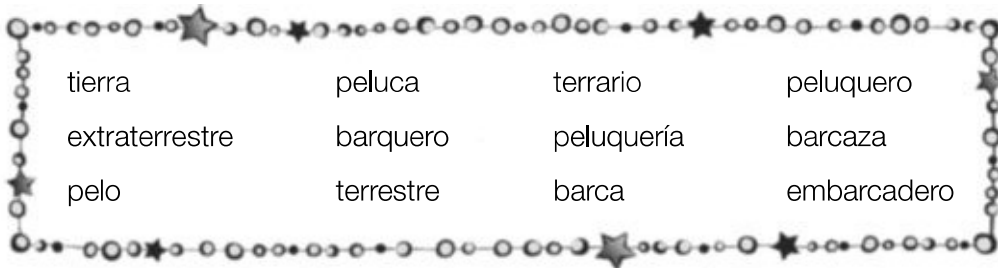 tierra peluca terrario peluquero
extraterrestre barquero peluquería barcaza
pelo terrestre barca embarcadero